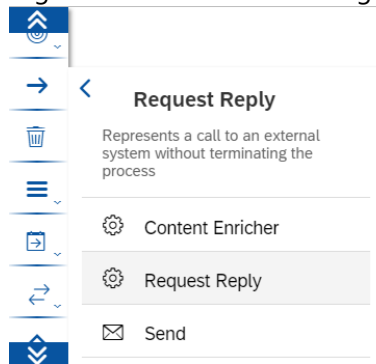 Request Reply
Represents a call to an external
system without terminating the
process
Content Enricher
Request Reply
Send